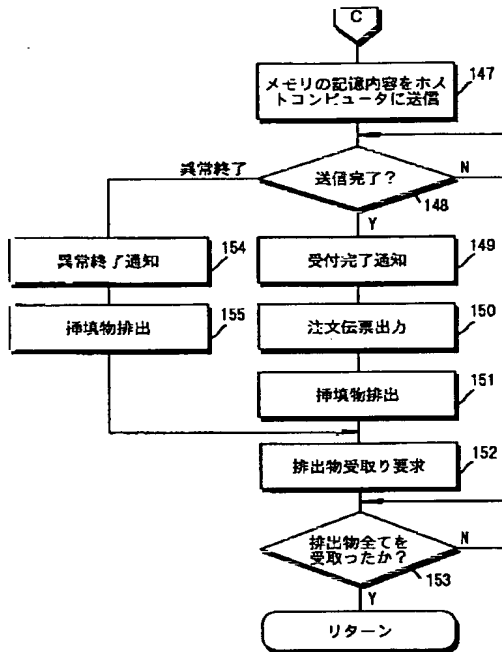 C
メモリの記憶内容をホス
トコンピュータに送信
147
異常終了
送信完了？
N
148
Y
異常終了通知
154
受付完了通知
149
挿填物排出
155
注文伝票出力
150
挿填物排出
151
排出物受取り要求
152
排出物全てを
受取ったか？
N
153
Y
リターン